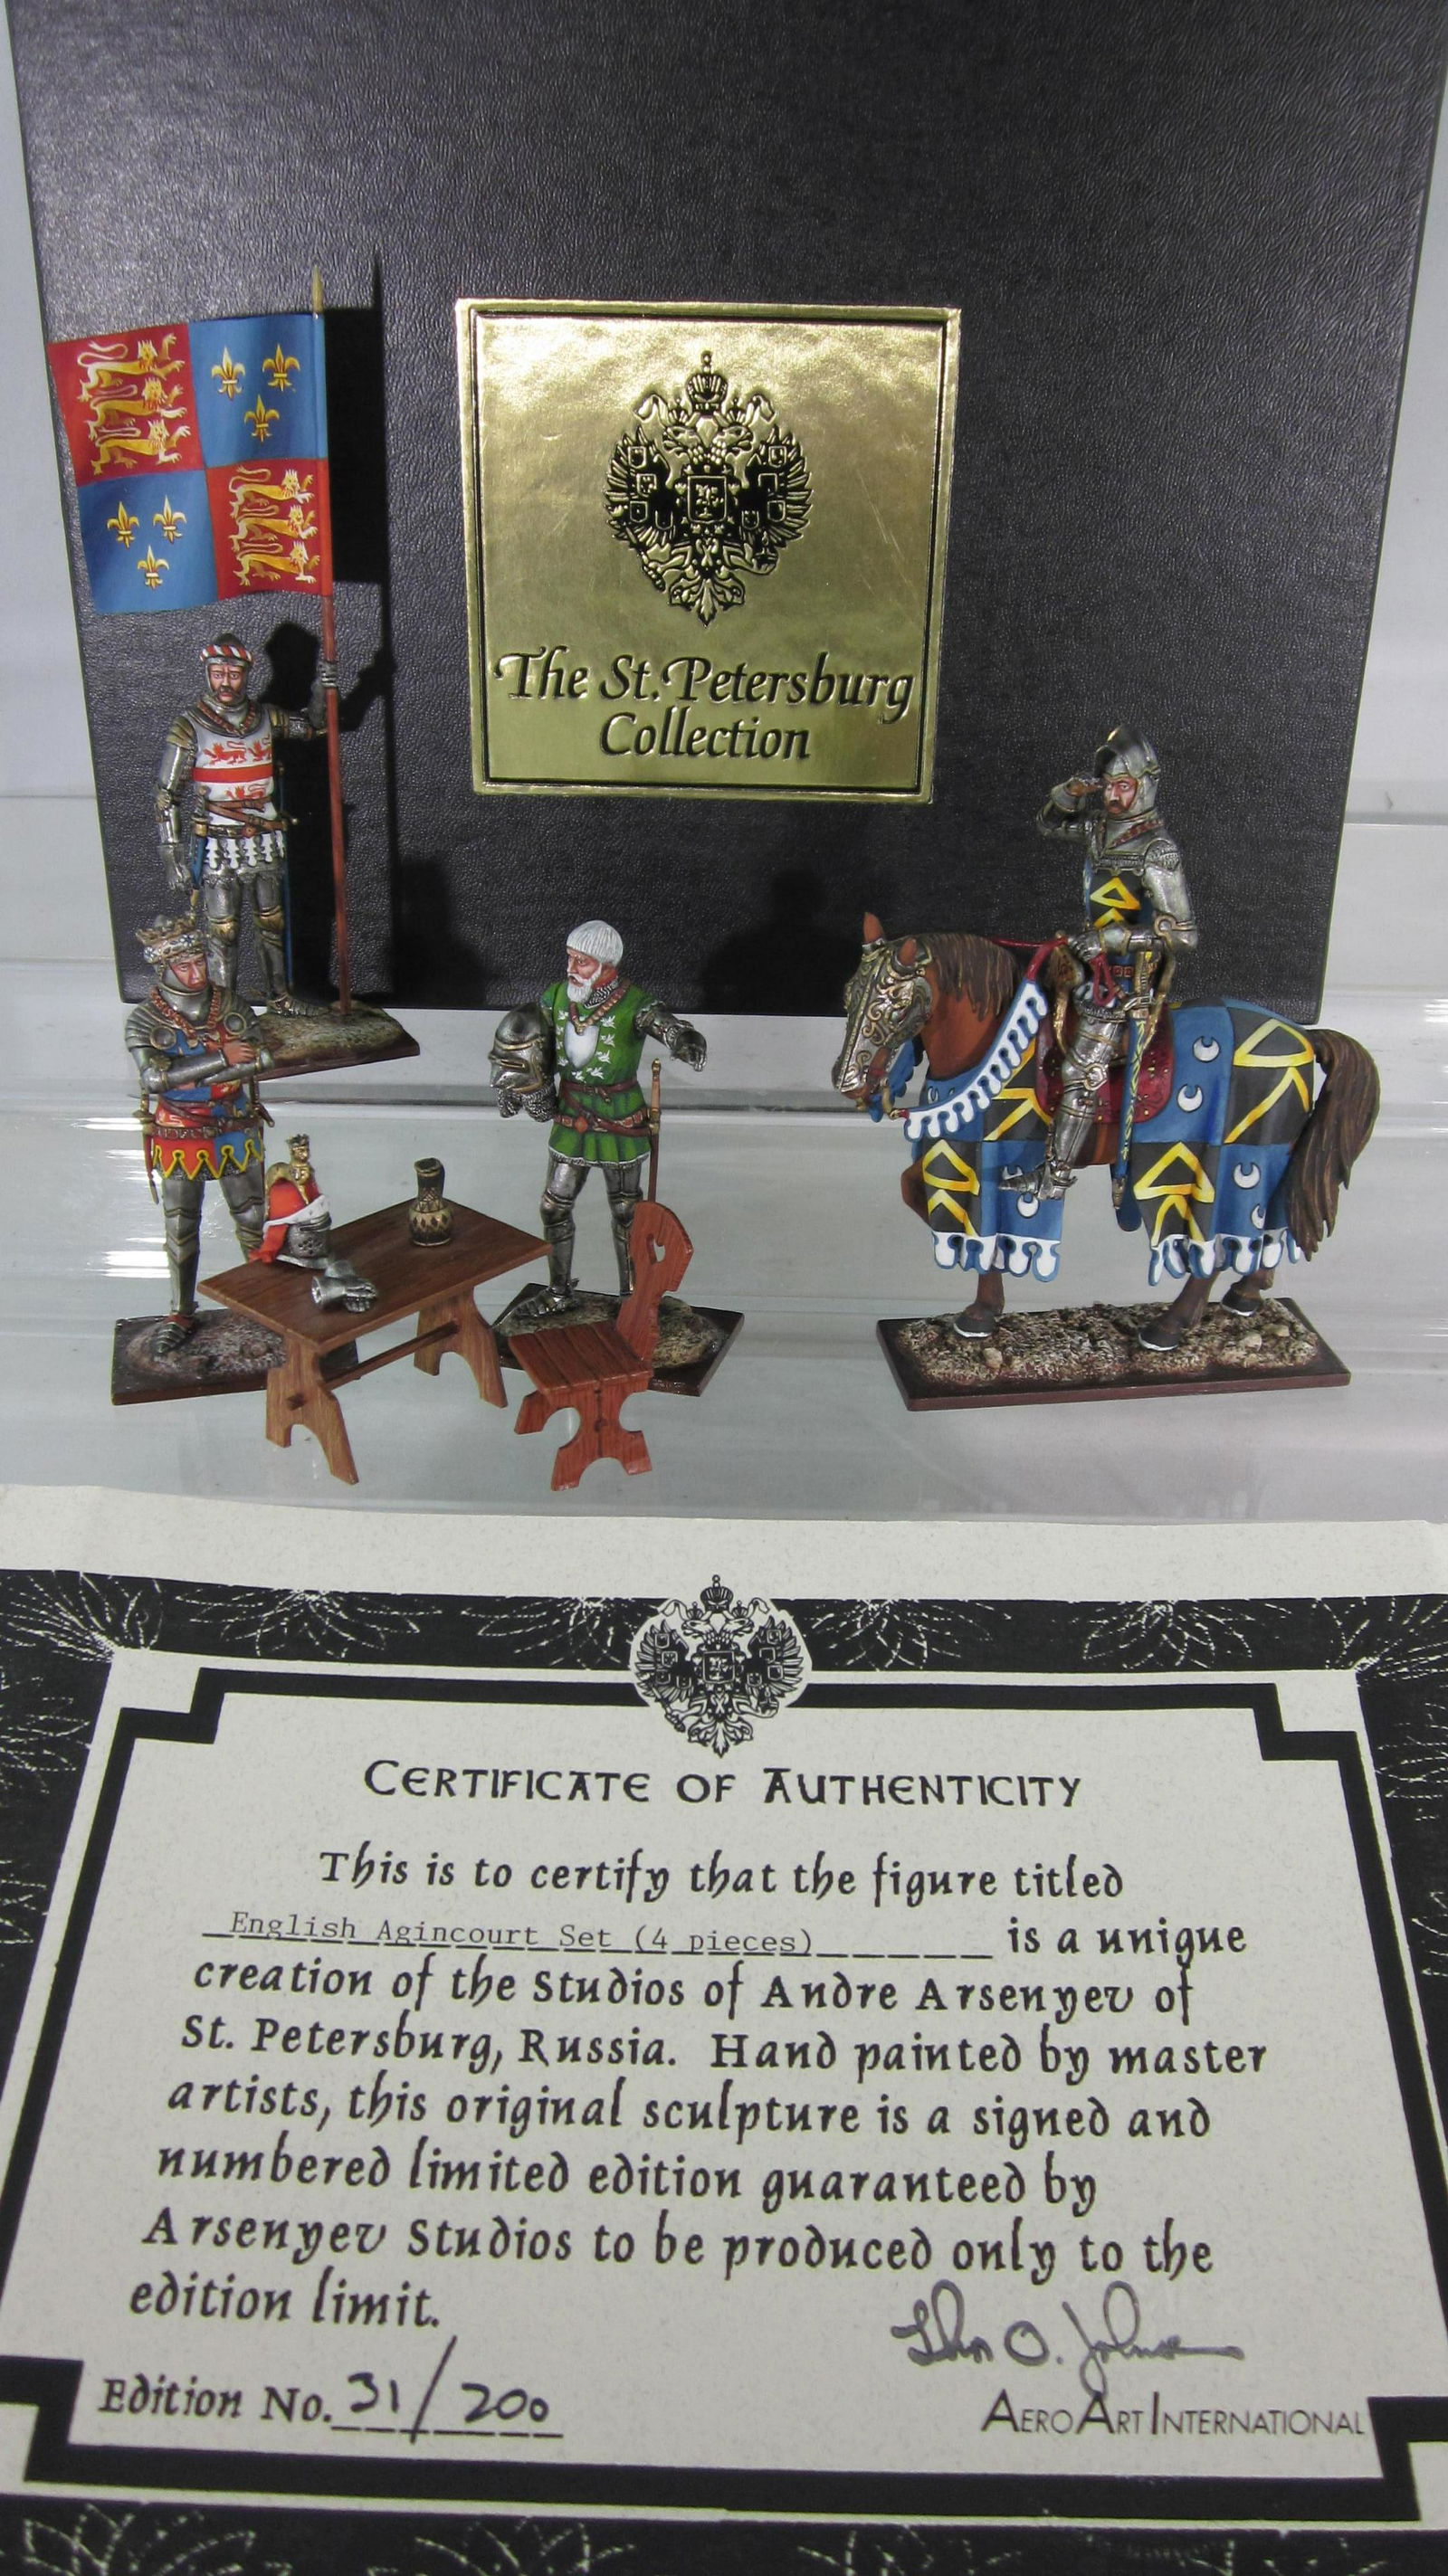 The St. Petersburg
Collection
CERTIFICATE OF AUTHENTICITY
This is to certify that the figure titled
English Agincourt Set (4 pieces) is a unique
creation of the Studios of Andre Arsenyev of
St. Petersburg, Russia. Hand painted by master
artists, this original sculpture is a signed and
numbered limited edition guaranteed by
Arsenyev Studios to be produced only to the
edition limit.
Edition No. 31/200
AERO ART INTERNATIONAL